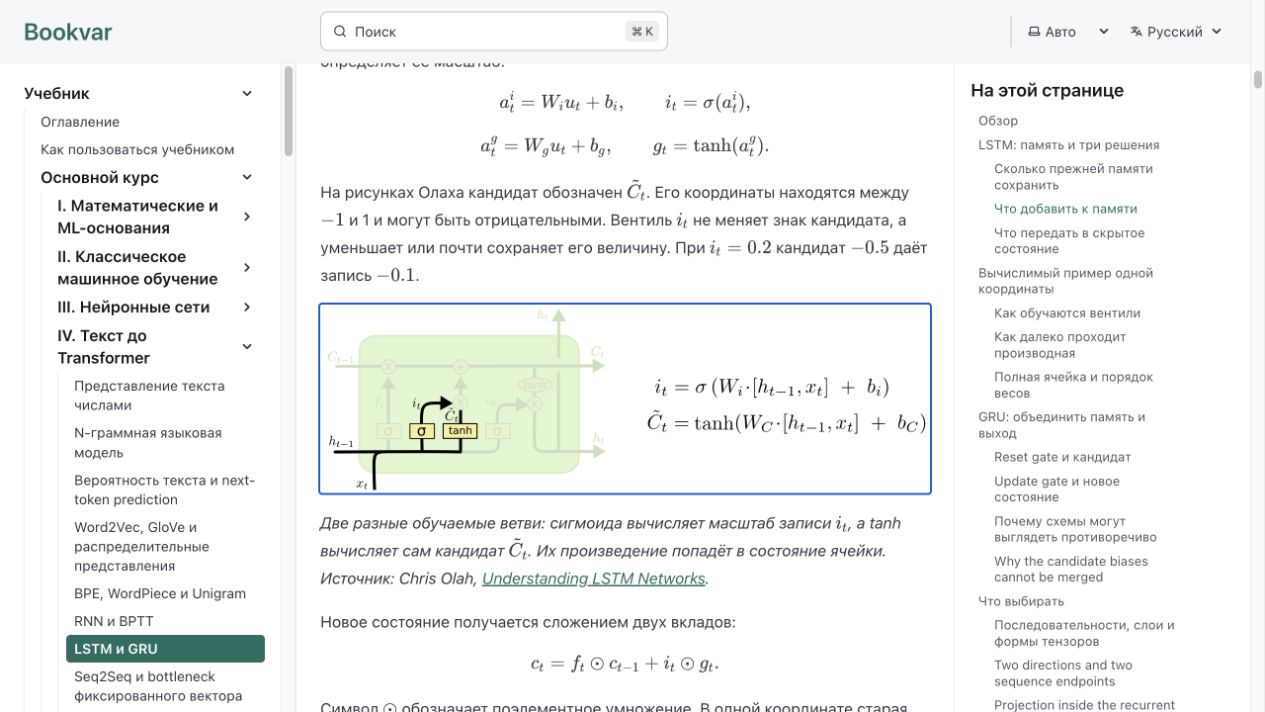 Bookvar
Поиск
⌘ K
Авто
Русский
Учебник
Оглавление
Как пользоваться учебником
Основной курс
I. Математические и
ML-основания
II. Классическое
машинное обучение
III. Нейронные сети
IV. Текст до
Transformer
Представление текста
числами
N-граммная языковая
модель
Вероятность текста и next-
token prediction
Word2Vec, GloVe и
распределительные
представления
BPE, WordPiece и Unigram
RNN и BPTT
LSTM и GRU
Seq2Seq и bottleneck
фиксированного вектора
определяет её масштаб:
a_t^i = W_i u_t + b_i, i_t = σ(a_t^i),
a_t^g = W_g u_t + b_g, g_t = tanh(a_t^g).
На рисунках Олаха кандидат обозначен C̃_t. Его координаты находятся между
−1 и 1 и могут быть отрицательными. Вентиль i_t не меняет знак кандидата, а
уменьшает или почти сохраняет его величину. При i_t = 0.2 кандидат −0.5 даёт
запись −0.1.
h_t
C_{t−1}
C_t
tanh
f_t
i_t
C̃_t
o_t
σ
σ
tanh
σ
h_{t−1}
h_t
x_t
i_t = σ (W_i·[h_{t−1}, x_t] + b_i)
C̃_t = tanh(W_C·[h_{t−1}, x_t] + b_C)
Две разные обучаемые ветви: сигмоида вычисляет масштаб записи i_t, а tanh
вычисляет сам кандидат C̃_t. Их произведение попадёт в состояние ячейки.
Источник: Chris Olah, Understanding LSTM Networks.
Новое состояние получается сложением двух вкладов:
c_t = f_t ⊙ c_{t−1} + i_t ⊙ g_t.
Символ ⊙ обозначает поэлементное умножение. В одной координате старая
На этой странице
Обзор
LSTM: память и три решения
Сколько прежней памяти
сохранить
Что добавить к памяти
Что передать в скрытое
состояние
Вычислимый пример одной
координаты
Как обучаются вентили
Как далеко проходит
производная
Полная ячейка и порядок
весов
GRU: объединить память и
выход
Reset gate и кандидат
Update gate и новое
состояние
Почему схемы могут
выглядеть противоречиво
Why the candidate biases
cannot be merged
Что выбирать
Последовательности, слои и
формы тензоров
Two directions and two
sequence endpoints
Projection inside the recurrent